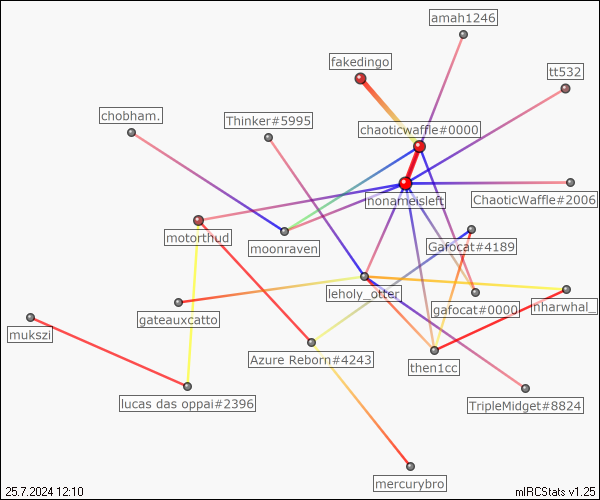 amah1246
fakedingo
tt532
chobham.
Thinker#5995
chaoticwaffle#0000
nonameisleft
ChaoticWaffle#2006
motorthud
moonraven
Gafocat#4189
leholy_otter
gafocat#0000
nharwhal_
gateauxcatto
mukszi
Azure Reborn#4243
then1cc
lucas das oppai#2396
TripleMidget#8824
mercurybro
25.7.2024 12:10
mIRCStats v1.25